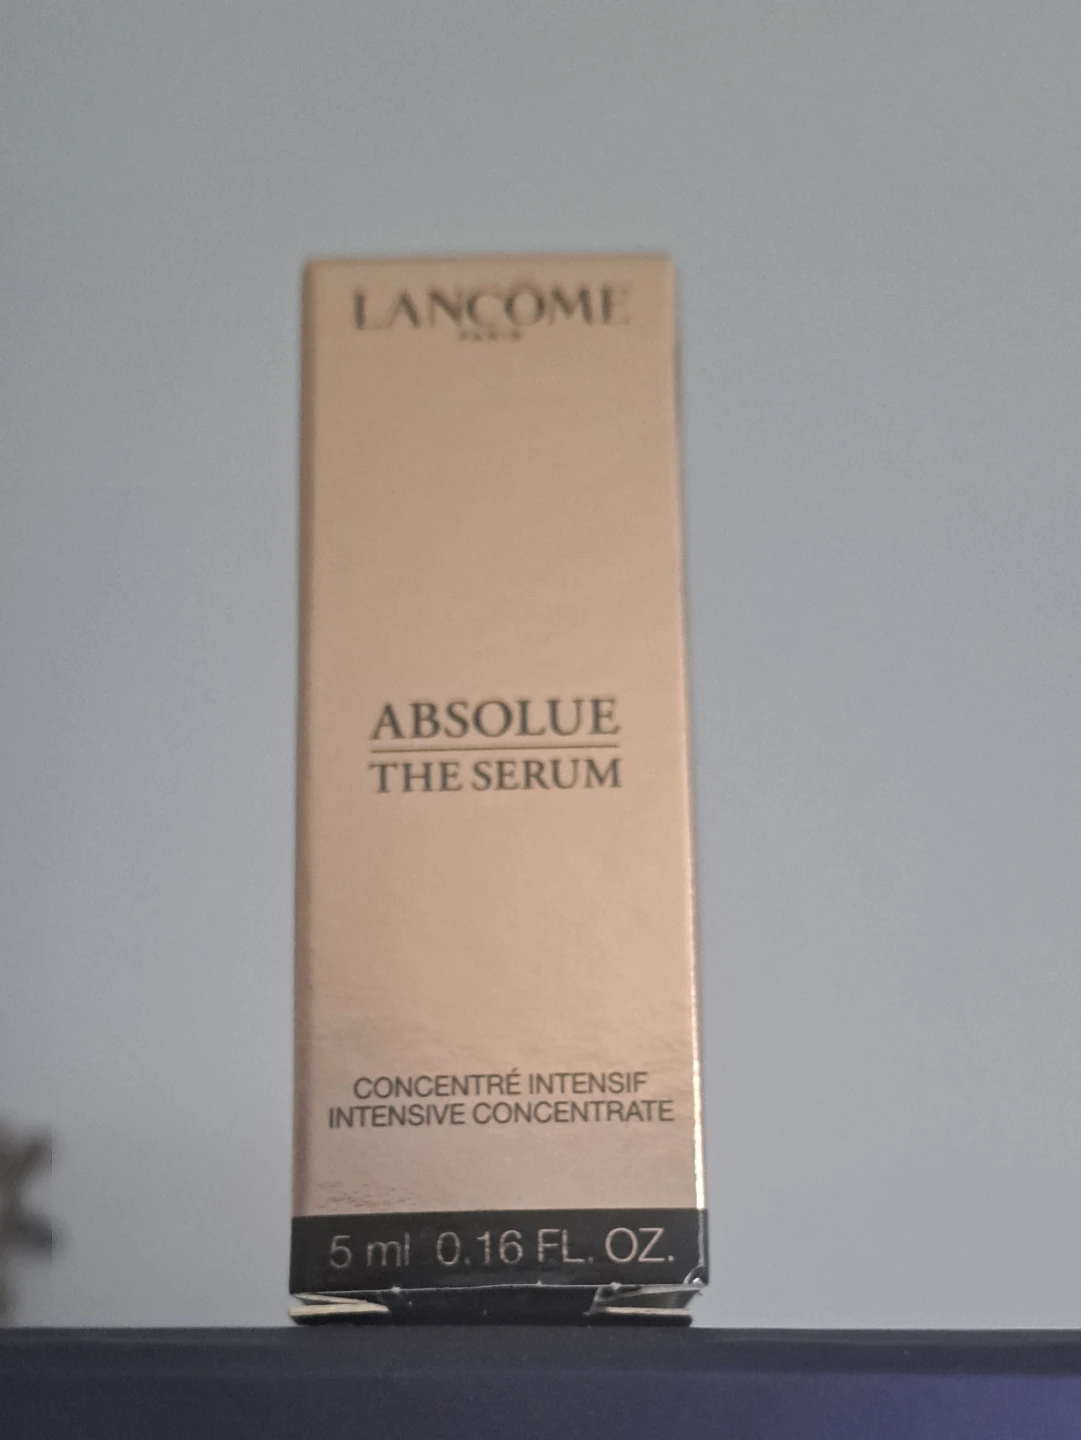 LANCÔME
PARIS
ABSOLUE
THE SERUM
CONCENTRÉ INTENSIF
INTENSIVE CONCENTRATE
5 ml 0.16 FL. OZ.